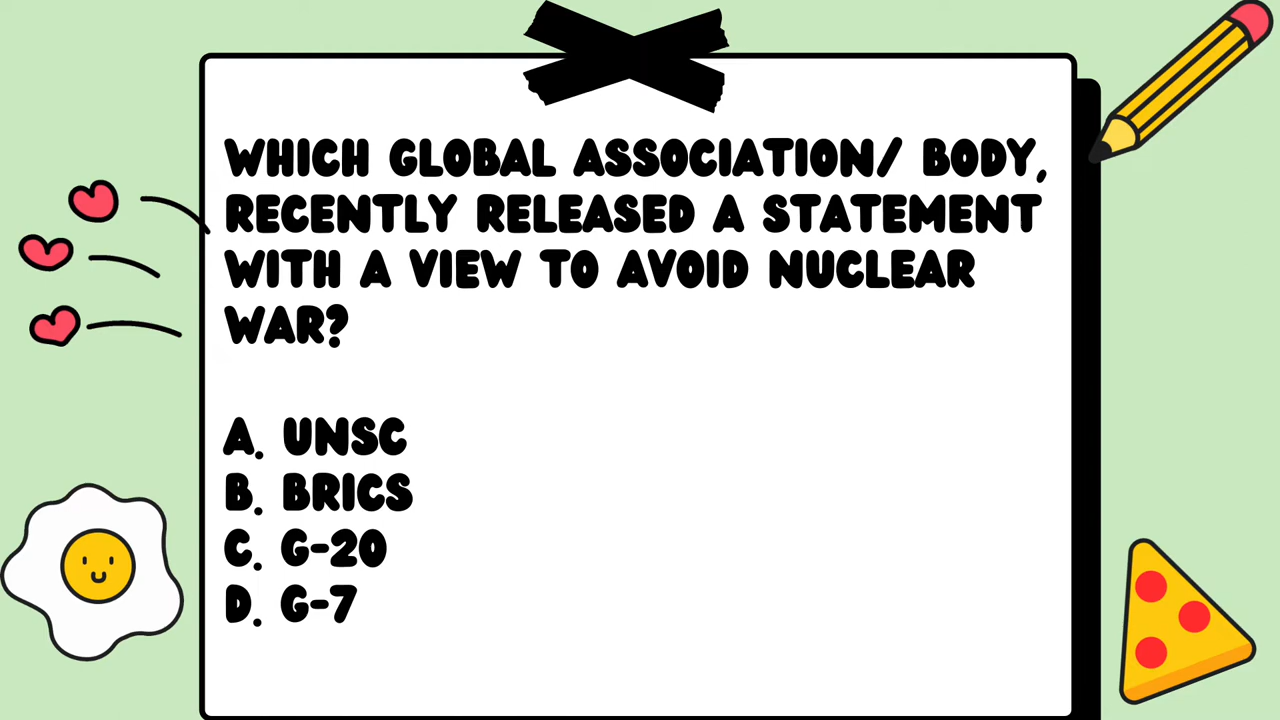 WHICH GLOBAL ASSOCIATION/ BODY,
RECENTLY RELEASED A STATEMENT
WITH A VIEW TO AVOID NUCLEAR
WAR?
A. UNSC
B. BRICS
C. G-20
D. G-7